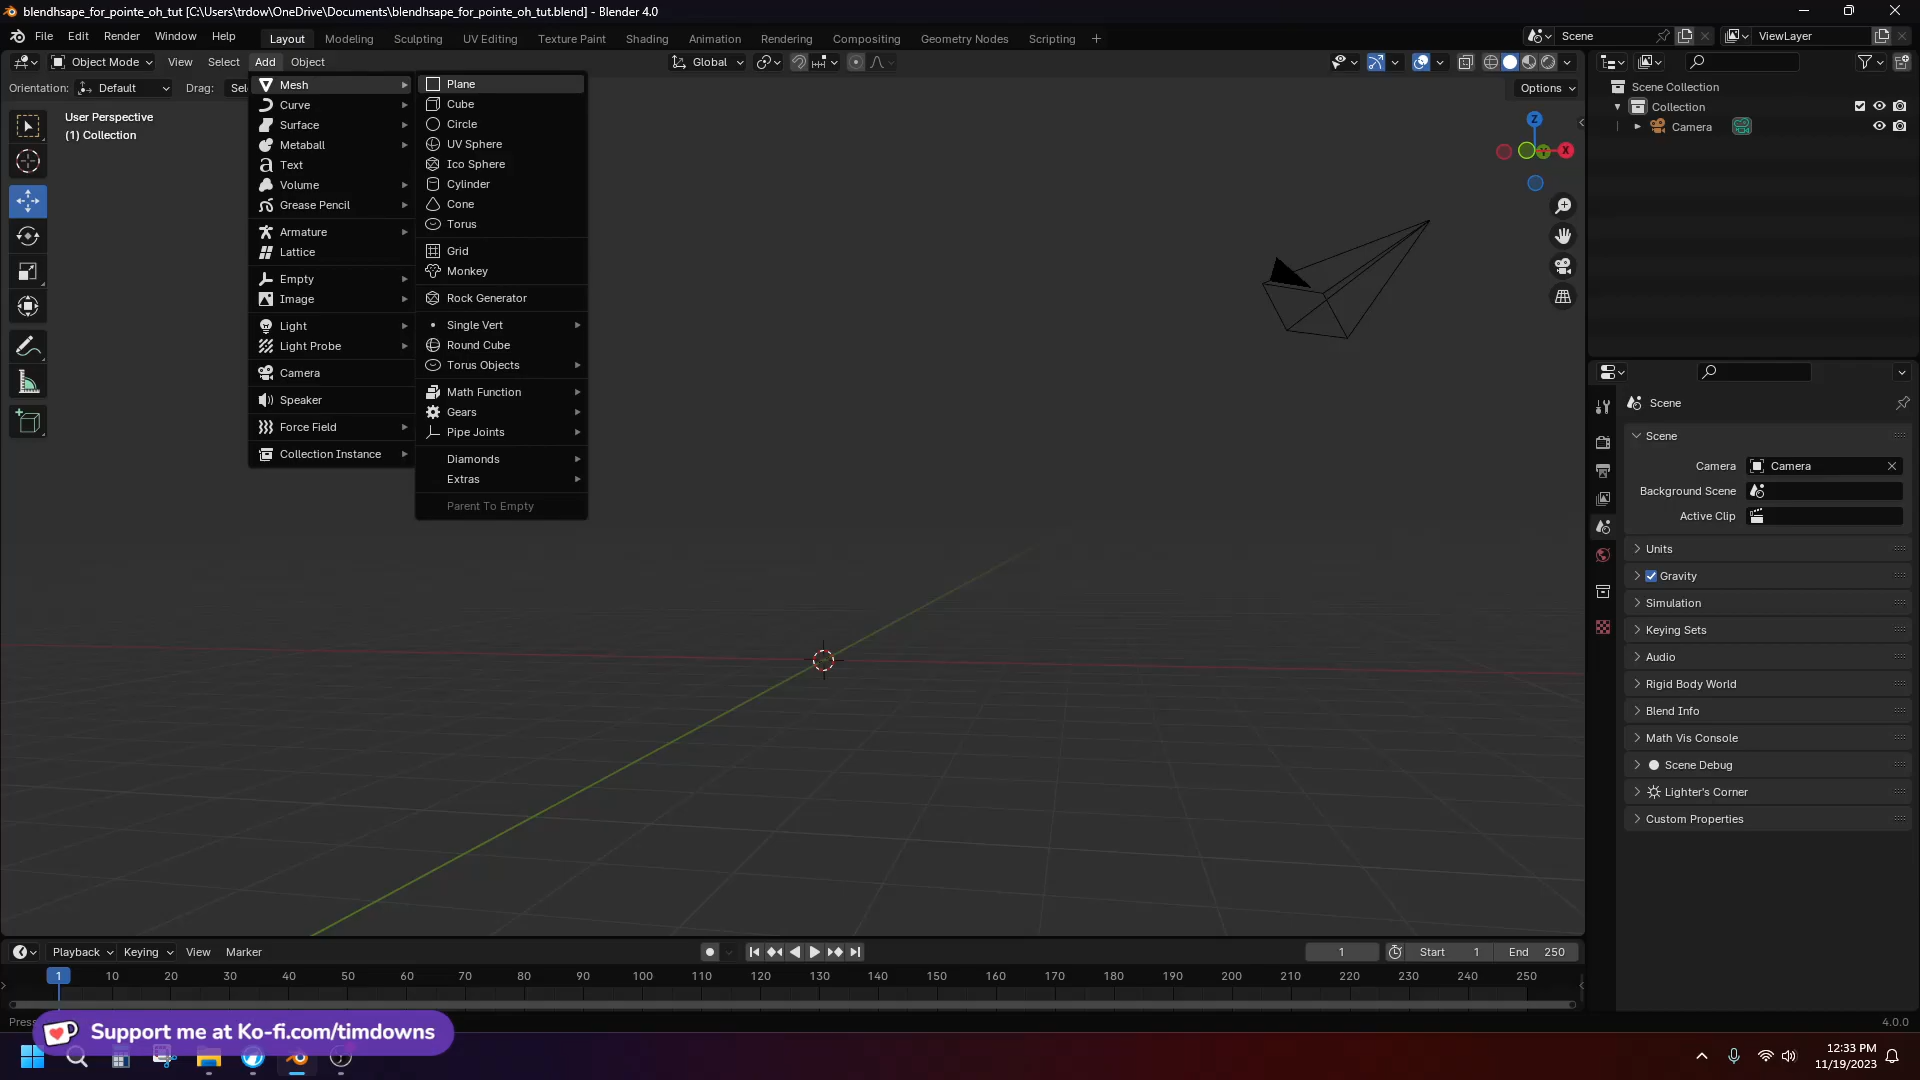 blendhsape_for_pointe_oh_tut [C:\Users\trdow\OneDrive\Documents\blendhsape_for_pointe_oh_tut.blend] - Blender 4.0
File Edit Render Window Help Layout Modeling Sculpting UV Editing Texture Paint Shading Animation Rendering Compositing Geometry Nodes Scripting + Scene ViewLayer
Object Mode View Select Add Object Global
Orientation: Default Drag: Options
User Perspective
(1) Collection
Mesh
Curve
Surface
Metaball
Text
Volume
Grease Pencil
Armature
Lattice
Empty
Image
Light
Light Probe
Camera
Speaker
Force Field
Collection Instance
Plane
Cube
Circle
UV Sphere
Ico Sphere
Cylinder
Cone
Torus
Grid
Monkey
Rock Generator
Single Vert
Round Cube
Torus Objects
Math Function
Gears
Pipe Joints
Diamonds
Extras
Parent To Empty
Z
Y
X
Scene Collection
Collection
Camera
Scene
Scene
Camera Camera
Background Scene
Active Clip
Units
Gravity
Simulation
Keying Sets
Audio
Rigid Body World
Blend Info
Math Vis Console
Scene Debug
Lighter's Corner
Custom Properties
Playback Keying View Marker 1 Start 1 End 250
1 10 20 30 40 50 60 70 80 90 100 110 120 130 140 150 160 170 180 190 200 210 220 230 240 250
4.0.0
Support me at Ko-fi.com/timdowns
12:33 PM
11/19/2023